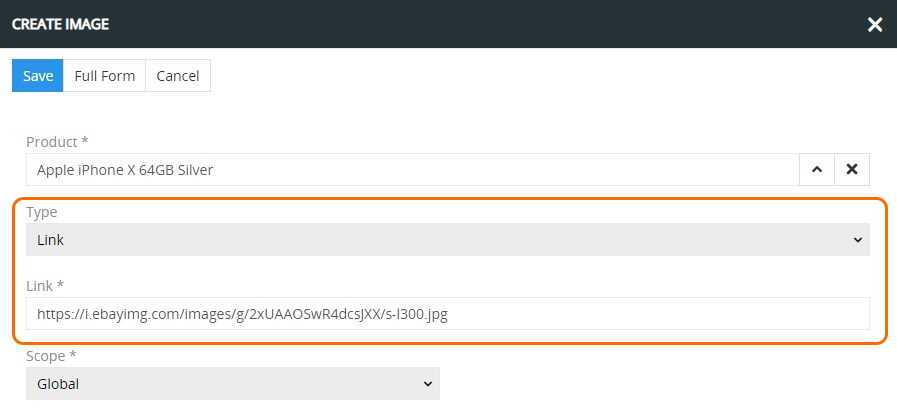 CREATE IMAGE
Save Full Form Cancel
Product *
Apple iPhone X 64GB Silver
Type
Link
Link *
https://i.ebayimg.com/images/g/2xUAAOSwR4dcsJXX/s-l300.jpg
Scope *
Global